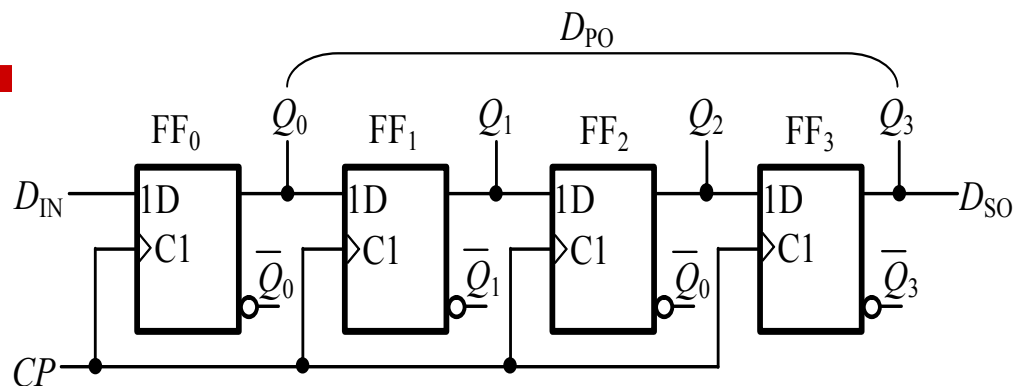 D_PO
Q_0 Q_1 Q_2 Q_3
FF_0 FF_1 FF_2 FF_3
D_IN 1D 1D 1D 1D D_SO
C1 C1 C1 C1
Q̅_0 Q̅_1 Q̅_0 Q̅_3
CP